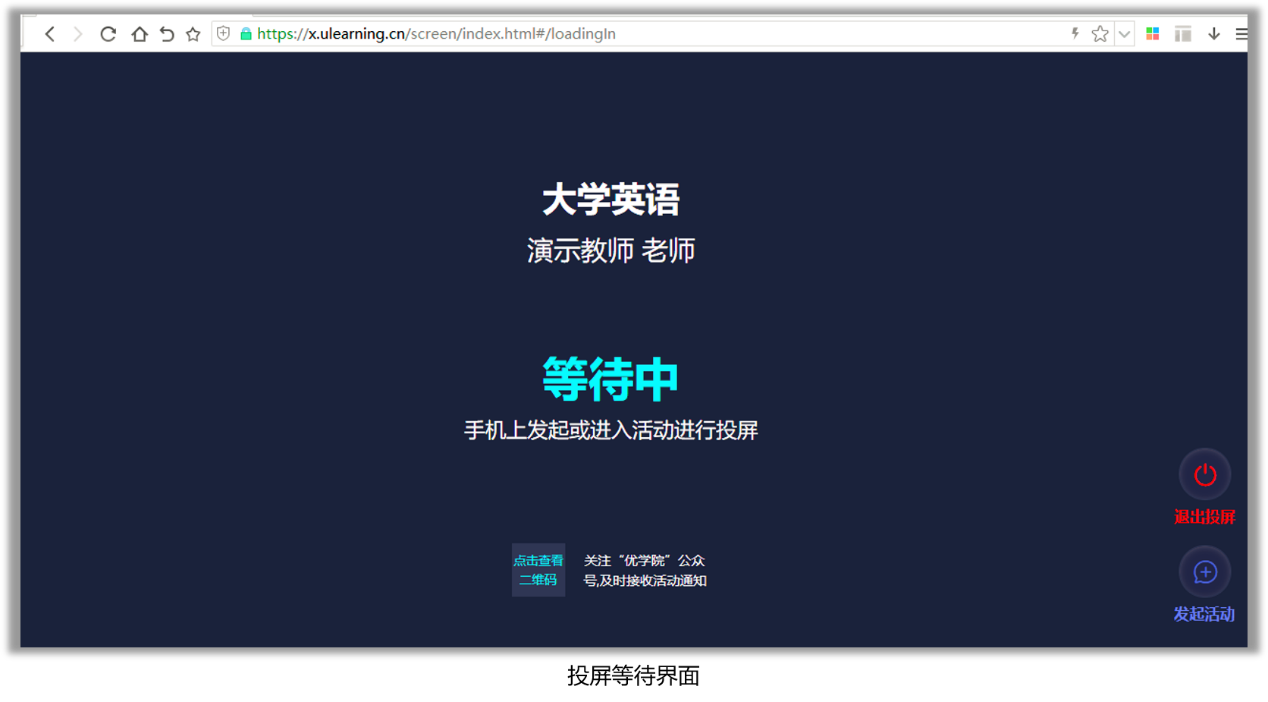 https://x.ulearning.cn/screen/index.html#/loadingIn
大学英语
演示教师 老师
等待中
手机上发起或进入活动进行投屏
退出投屏
点击查看
二维码
关注“优学院”公众
号,及时接收活动通知
发起活动
投屏等待界面